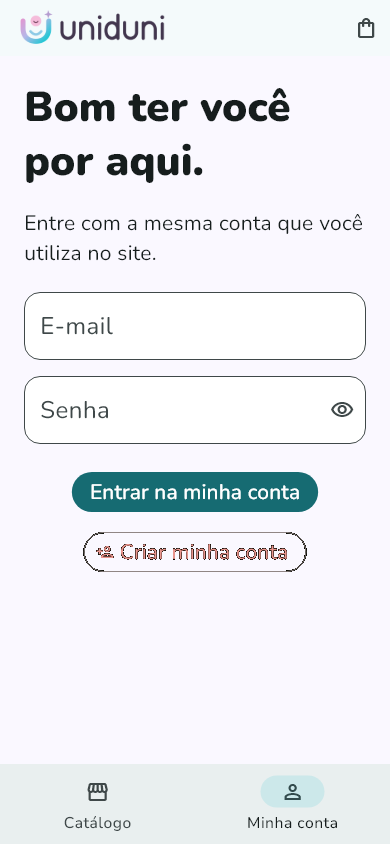 uniduni
Bom ter você
por aqui.
Entre com a mesma conta que você
utiliza no site.
E-mail
Senha
Entrar na minha conta
Criar minha conta
Catálogo
Minha conta